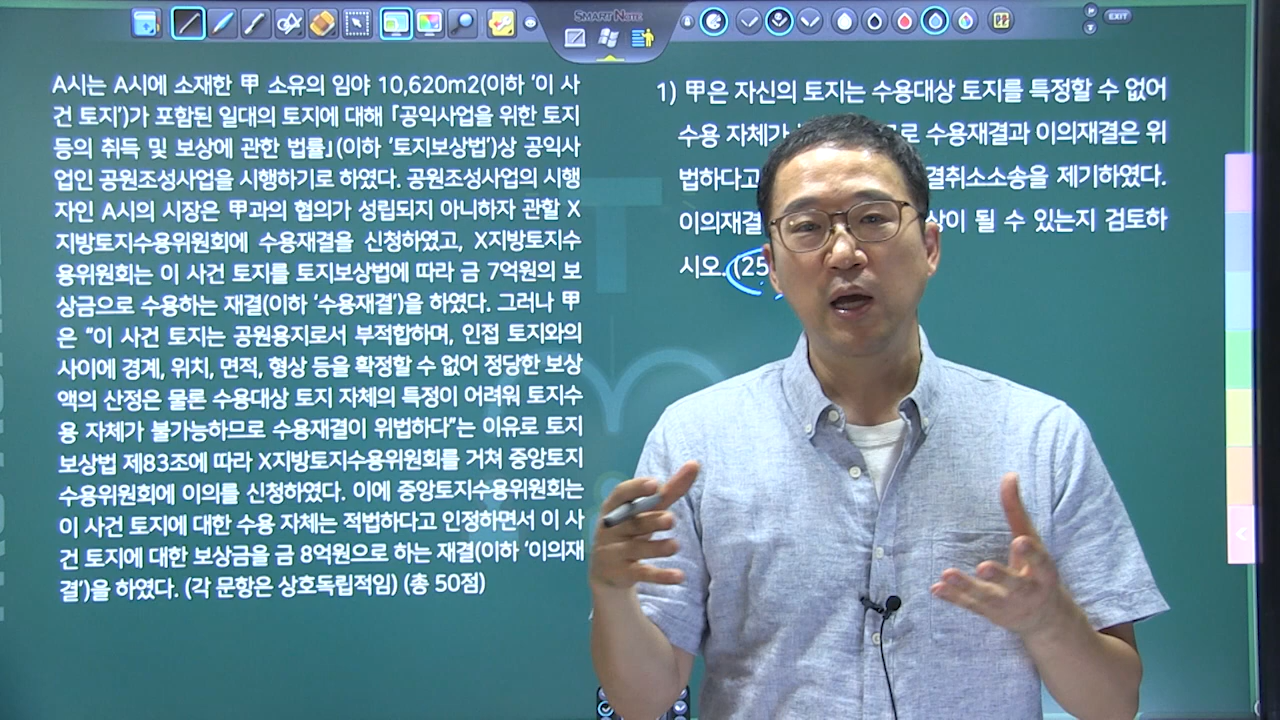 SMART NOTE
EXIT
A시는 A시에 소재한 甲 소유의 임야 10,620m2(이하 '이 사
건 토지')가 포함된 일대의 토지에 대해 「공익사업을 위한 토지
등의 취득 및 보상에 관한 법률」(이하 '토지보상법')상 공익사
업인 공원조성사업을 시행하기로 하였다. 공원조성사업의 시행
자인 A시의 시장은 甲과의 협의가 성립되지 아니하자 관할 X
지방토지수용위원회에 수용재결을 신청하였고, X지방토지수
용위원회는 이 사건 토지를 토지보상법에 따라 금 7억원의 보
상금으로 수용하는 재결(이하 '수용재결')을 하였다. 그러나 甲
은 "이 사건 토지는 공원용지로서 부적합하며, 인접 토지와의
사이에 경계, 위치, 면적, 형상 등을 확정할 수 없어 정당한 보상
액의 산정은 물론 수용대상 토지 자체의 특정이 어려워 토지수
용 자체가 불가능하므로 수용재결이 위법하다"는 이유로 토지
보상법 제83조에 따라 X지방토지수용위원회를 거쳐 중앙토지
수용위원회에 이의를 신청하였다. 이에 중앙토지수용위원회는
이 사건 토지에 대한 수용 자체는 적법하다고 인정하면서 이 사
건 토지에 대한 보상금을 금 8억원으로 하는 재결(이하 '이의재
결')을 하였다. (각 문항은 상호독립적임) (총 50점)
1) 甲은 자신의 토지는 수용대상 토지를 특정할 수 없어
수용 자체가 로 수용재결과 이의재결은 위
법하다고 결취소소송을 제기하였다.
이의재결 상이 될 수 있는지 검토하
시오. (25